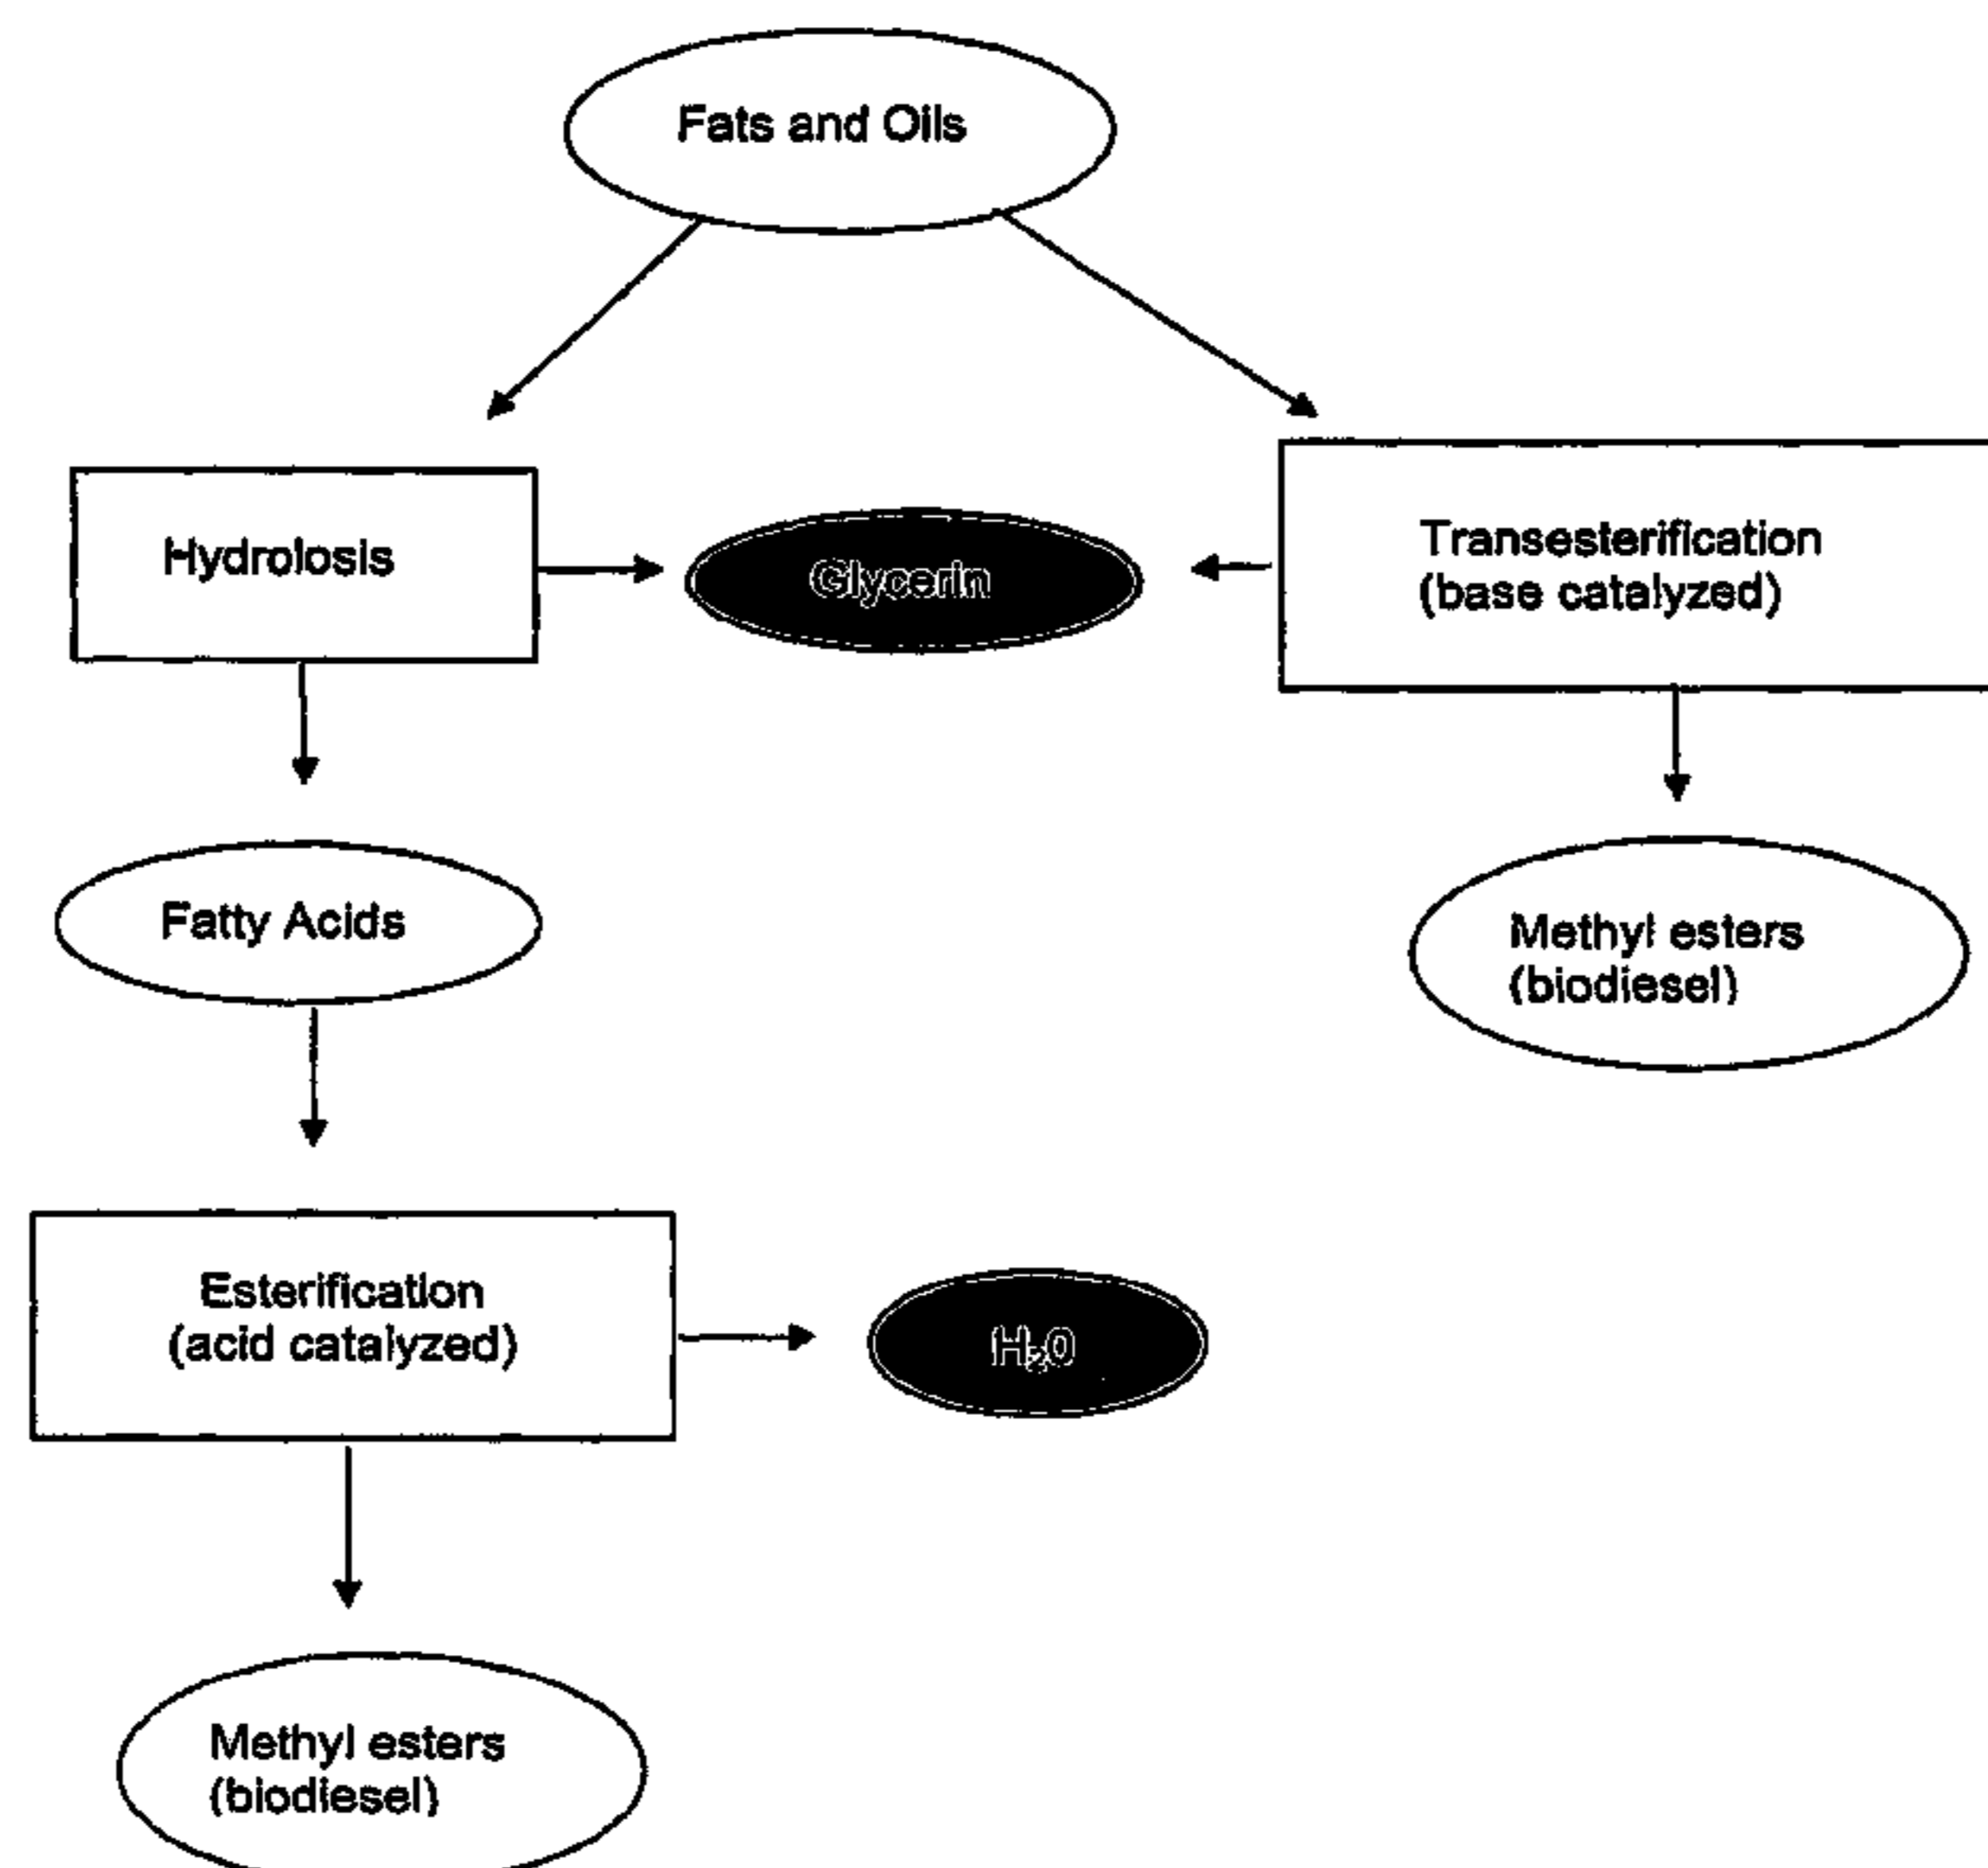 Fats and Oils
Hydrolosis
Glycerin
Transesterification
(base catalyzed)
Fatty Acids
Methyl esters
(biodiesel)
Esterification
(acid catalyzed)
H₂0
Methyl esters
(biodiesel)